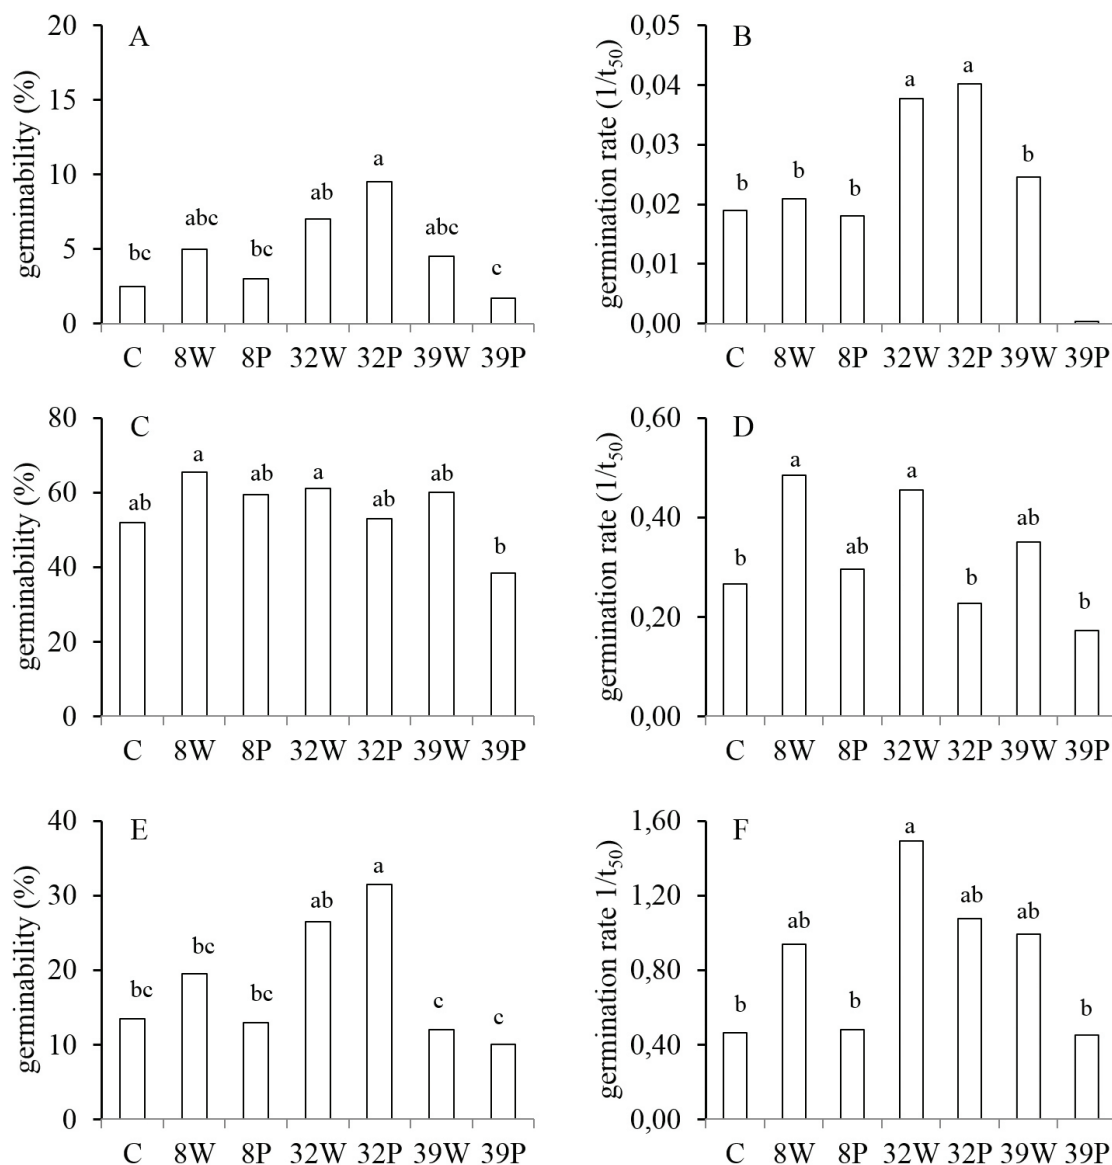 A
germinability (%)
20
15
10
5
0
bc
abc
bc
ab
a
abc
c
C 8W 8P 32W 32P 39W 39P
B
germination rate (1/t50)
0,05
0,04
0,03
0,02
0,01
0,00
b
b
b
a
a
b
C 8W 8P 32W 32P 39W 39P
C
germinability (%)
80
60
40
20
0
ab
a
ab
a
ab
ab
b
C 8W 8P 32W 32P 39W 39P
D
germination rate (1/t50)
0,60
0,40
0,20
0,00
b
a
ab
a
b
ab
b
C 8W 8P 32W 32P 39W 39P
E
germinability (%)
40
30
20
10
0
bc
bc
bc
ab
a
c
c
C 8W 8P 32W 32P 39W 39P
F
germination rate 1/t50)
1,60
1,20
0,80
0,40
0,00
b
ab
b
a
ab
ab
b
C 8W 8P 32W 32P 39W 39P